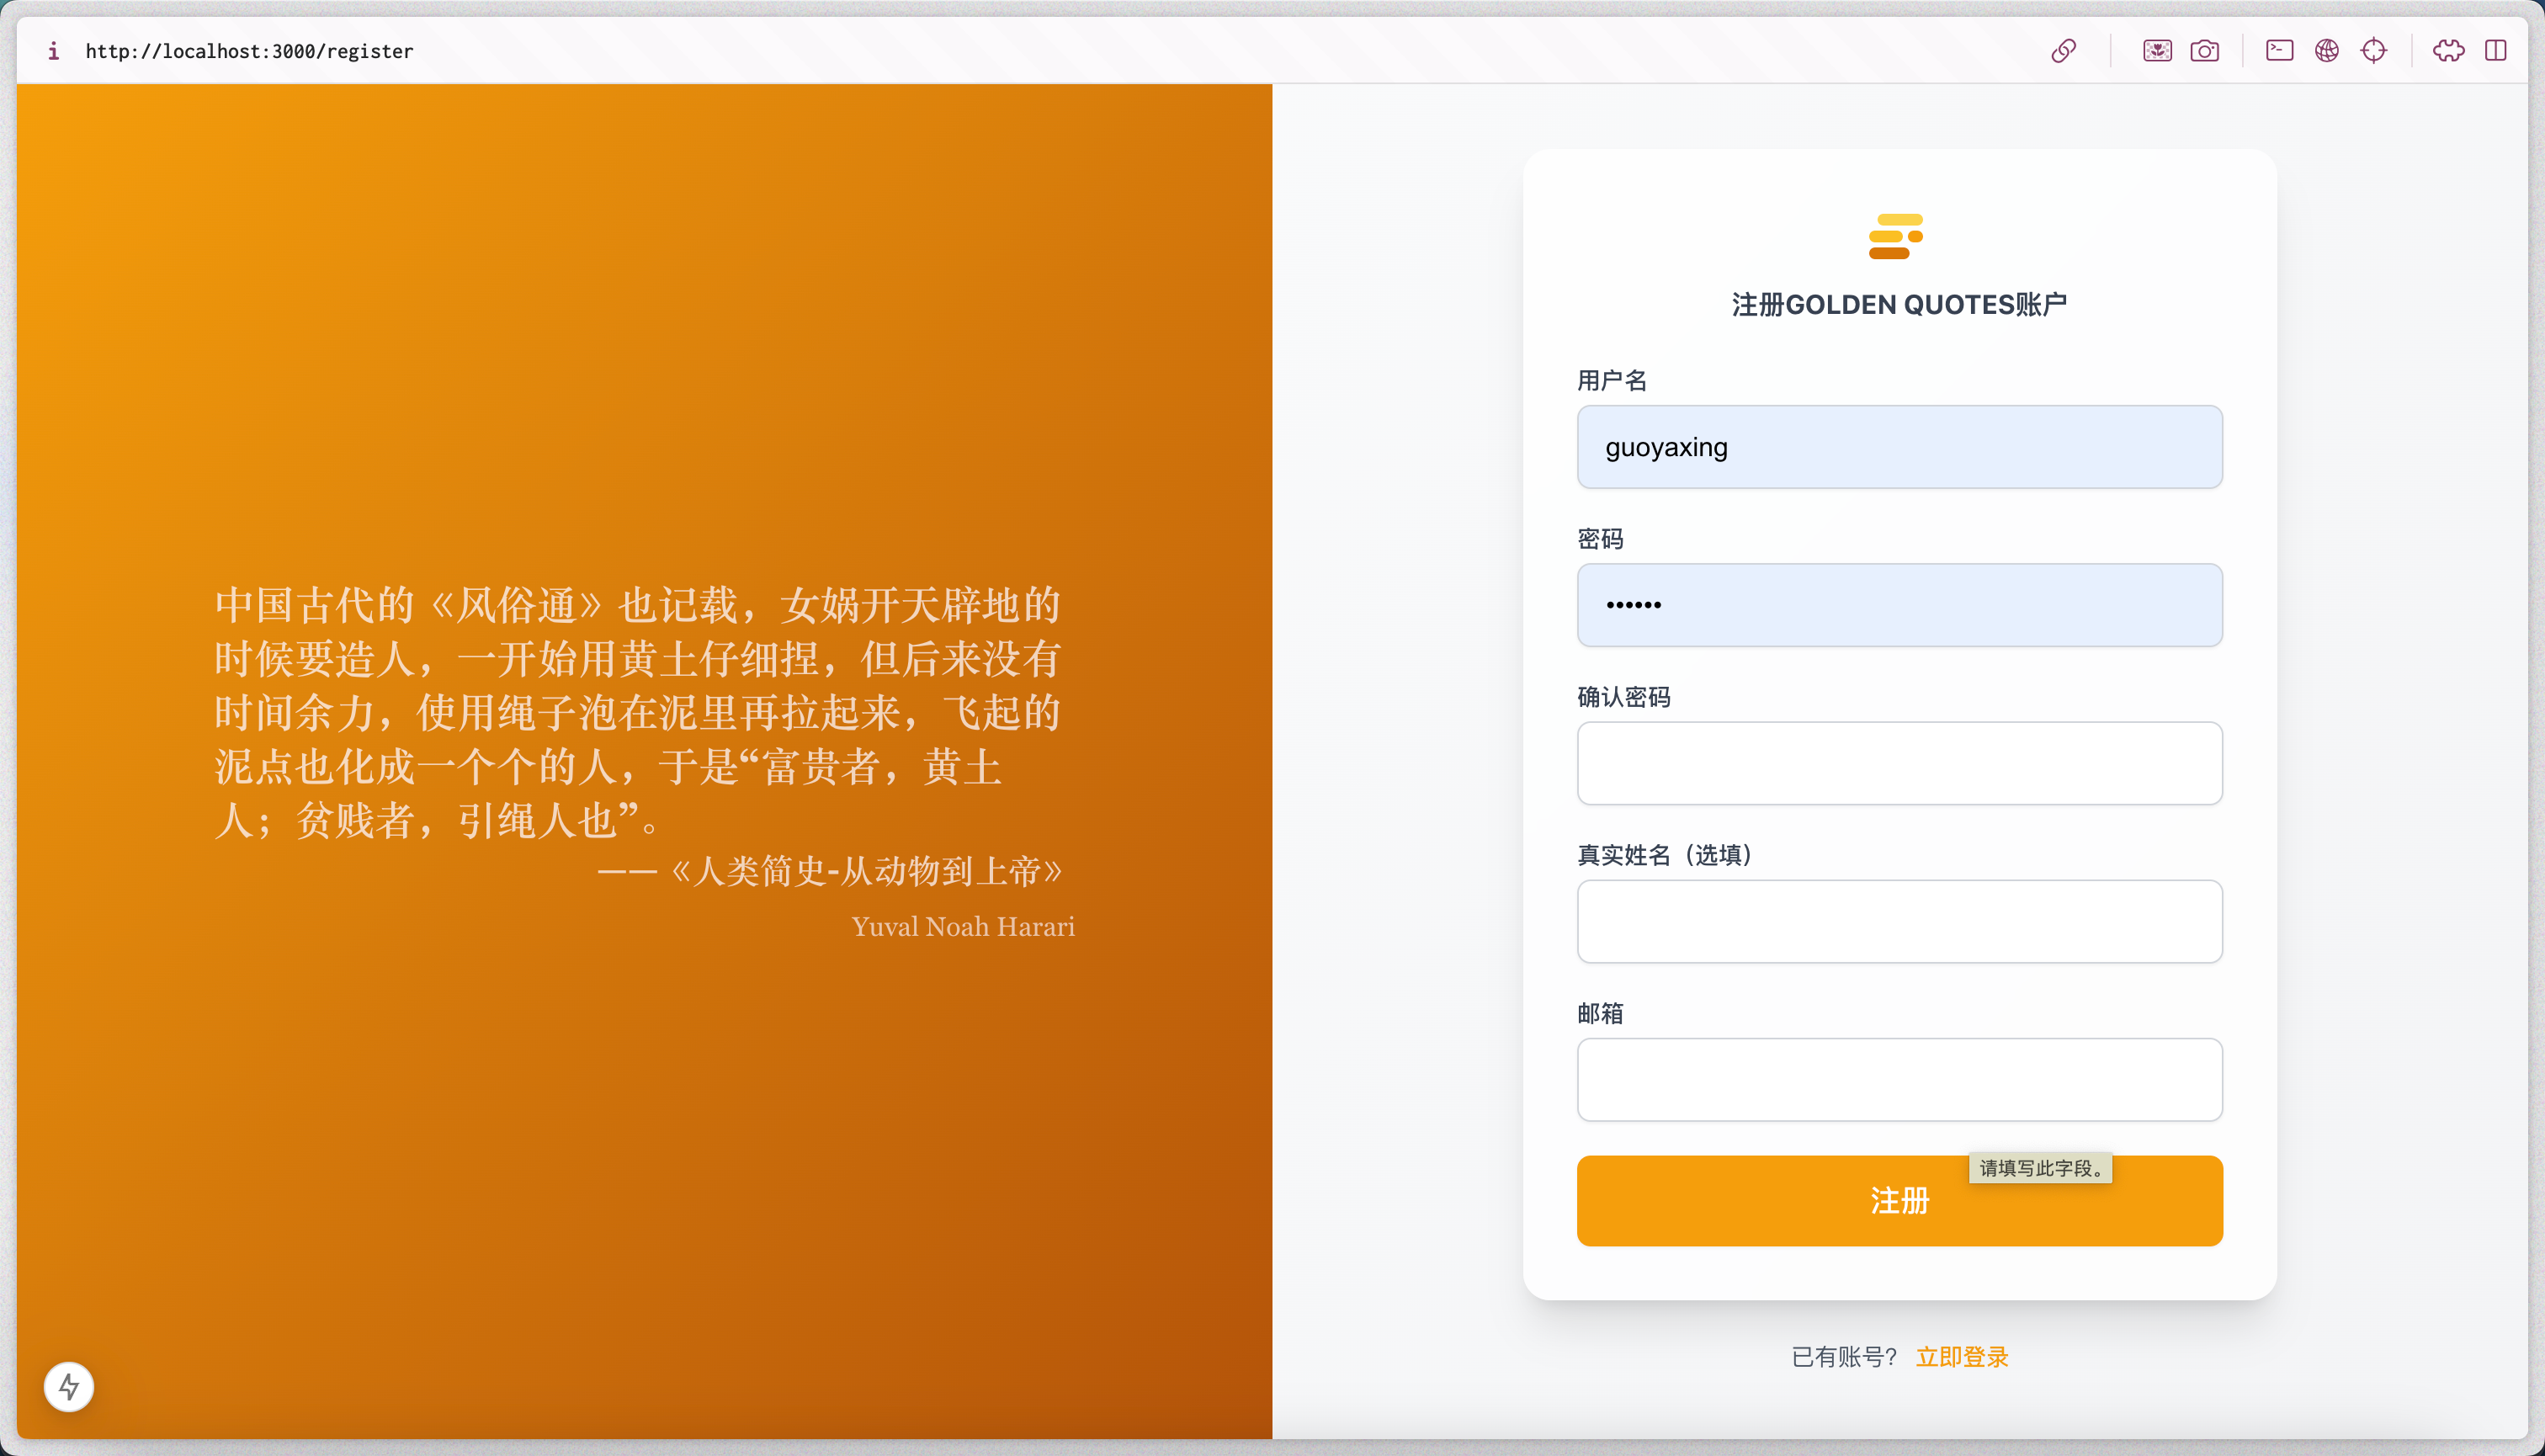 http://localhost:3000/register
中国古代的《风俗通》也记载，女娲开天辟地的
时候要造人，一开始用黄土仔细捏，但后来没有
时间余力，使用绳子泡在泥里再拉起来，飞起的
泥点也化成一个个的人，于是“富贵者，黄土
人；贫贱者，引绳人也”。
——《人类简史-从动物到上帝》
Yuval Noah Harari
注册GOLDEN QUOTES账户
用户名
guoyaxing
密码
••••••
确认密码
真实姓名（选填）
邮箱
请填写此字段。
注册
已有账号？ 立即登录